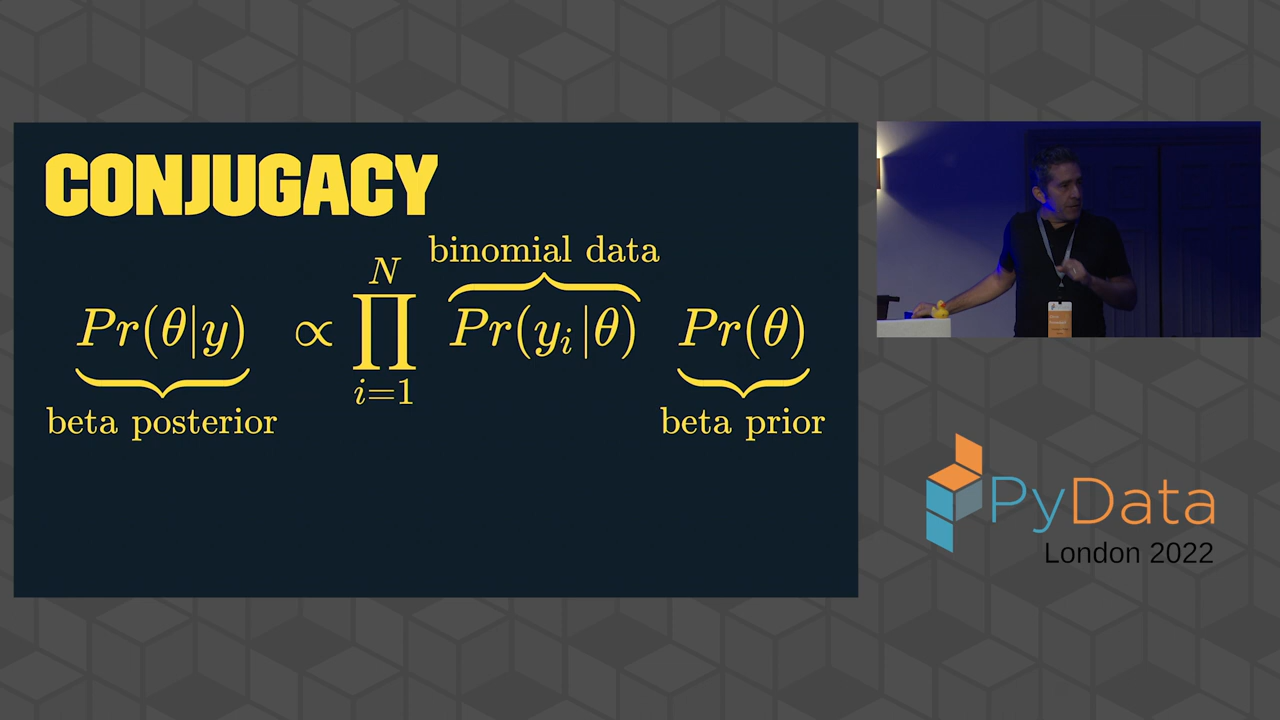 CONJUGACY
binomial data
Pr(θ|y) ∝ ∏_{i=1}^{N} Pr(y_i|θ) Pr(θ)
beta posterior
beta prior
PyData
London 2022